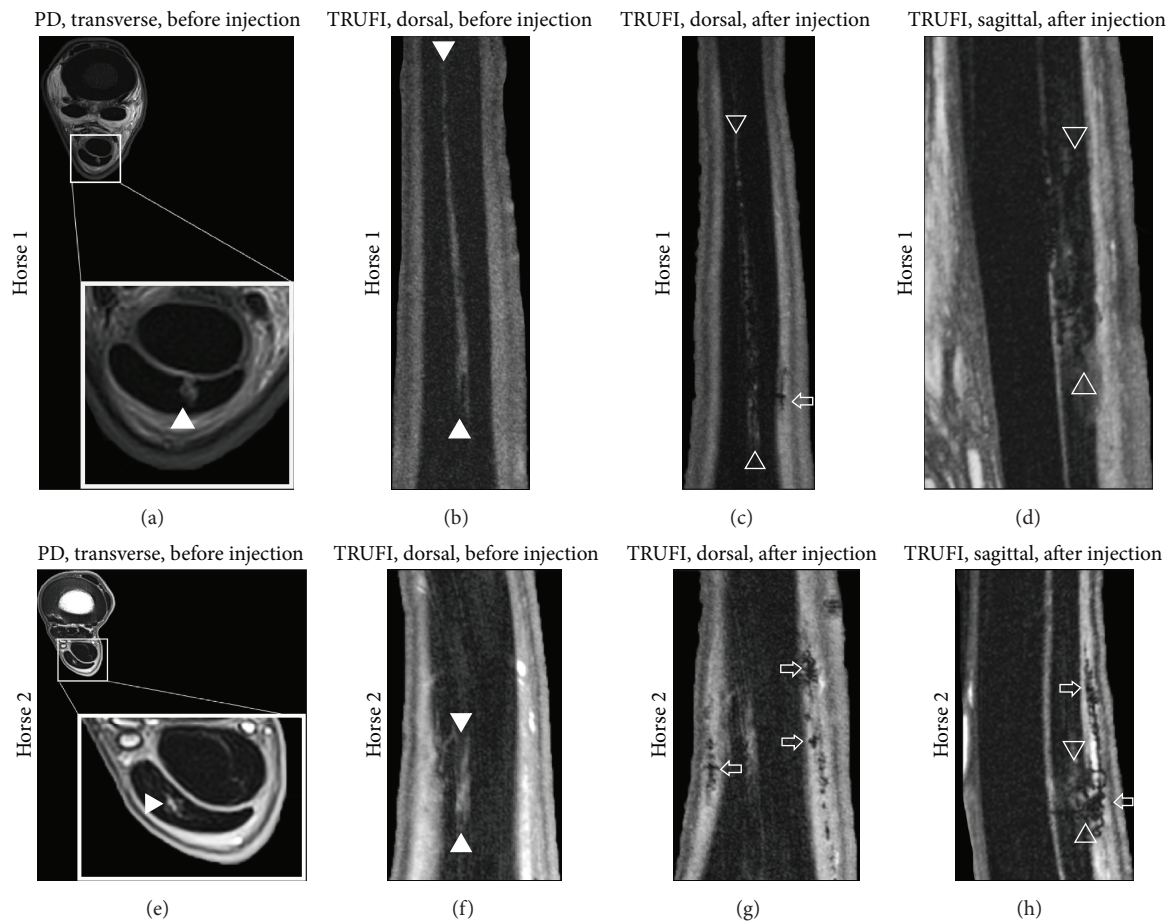 PD, transverse, before injection
TRUFI, dorsal, before injection
TRUFI, dorsal, after injection
TRUFI, sagittal, after injection
Horse 1
Horse 1
Horse 1
Horse 1
(a)
(b)
(c)
(d)
PD, transverse, before injection
TRUFI, dorsal, before injection
TRUFI, dorsal, after injection
TRUFI, sagittal, after injection
Horse 2
Horse 2
Horse 2
Horse 2
(e)
(f)
(g)
(h)